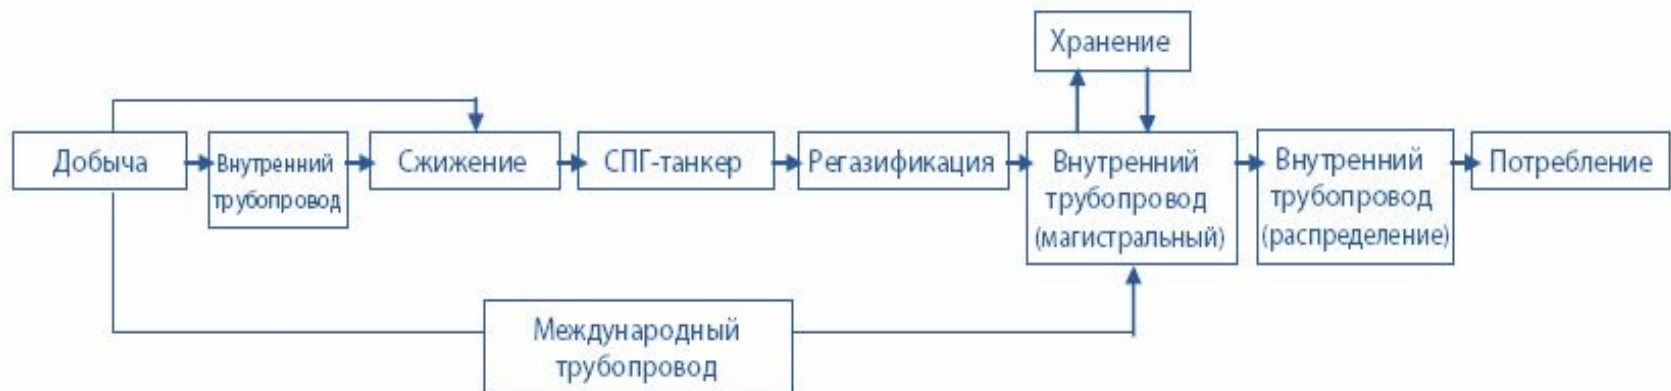 Хранение
Добыча
Внутренний
трубопровод
Сжижение
СПГ-танкер
Регазификация
Внутренний
трубопровод
(магистральный)
Внутренний
трубопровод
(распределение)
Потребление
Международный
трубопровод